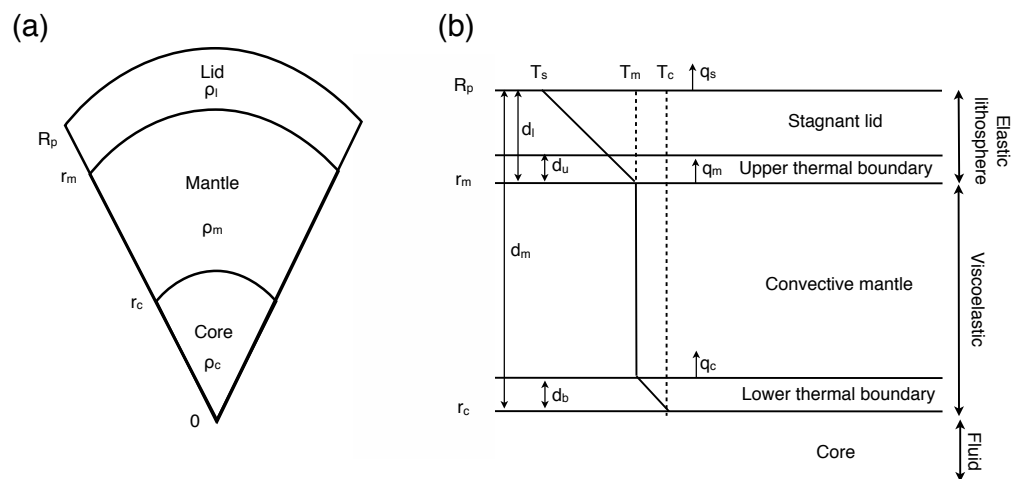 (a)
Lid
ρl
Rp
rm
Mantle
ρm
rc
Core
ρc
0
(b)
Ts Tm Tc qs
Rp
dl
Stagnant lid
du
qm
Upper thermal boundary
rm
Elastic
lithosphere
dm
Convective mantle
Viscoelastic
qc
db
Lower thermal boundary
rc
Core
Fluid